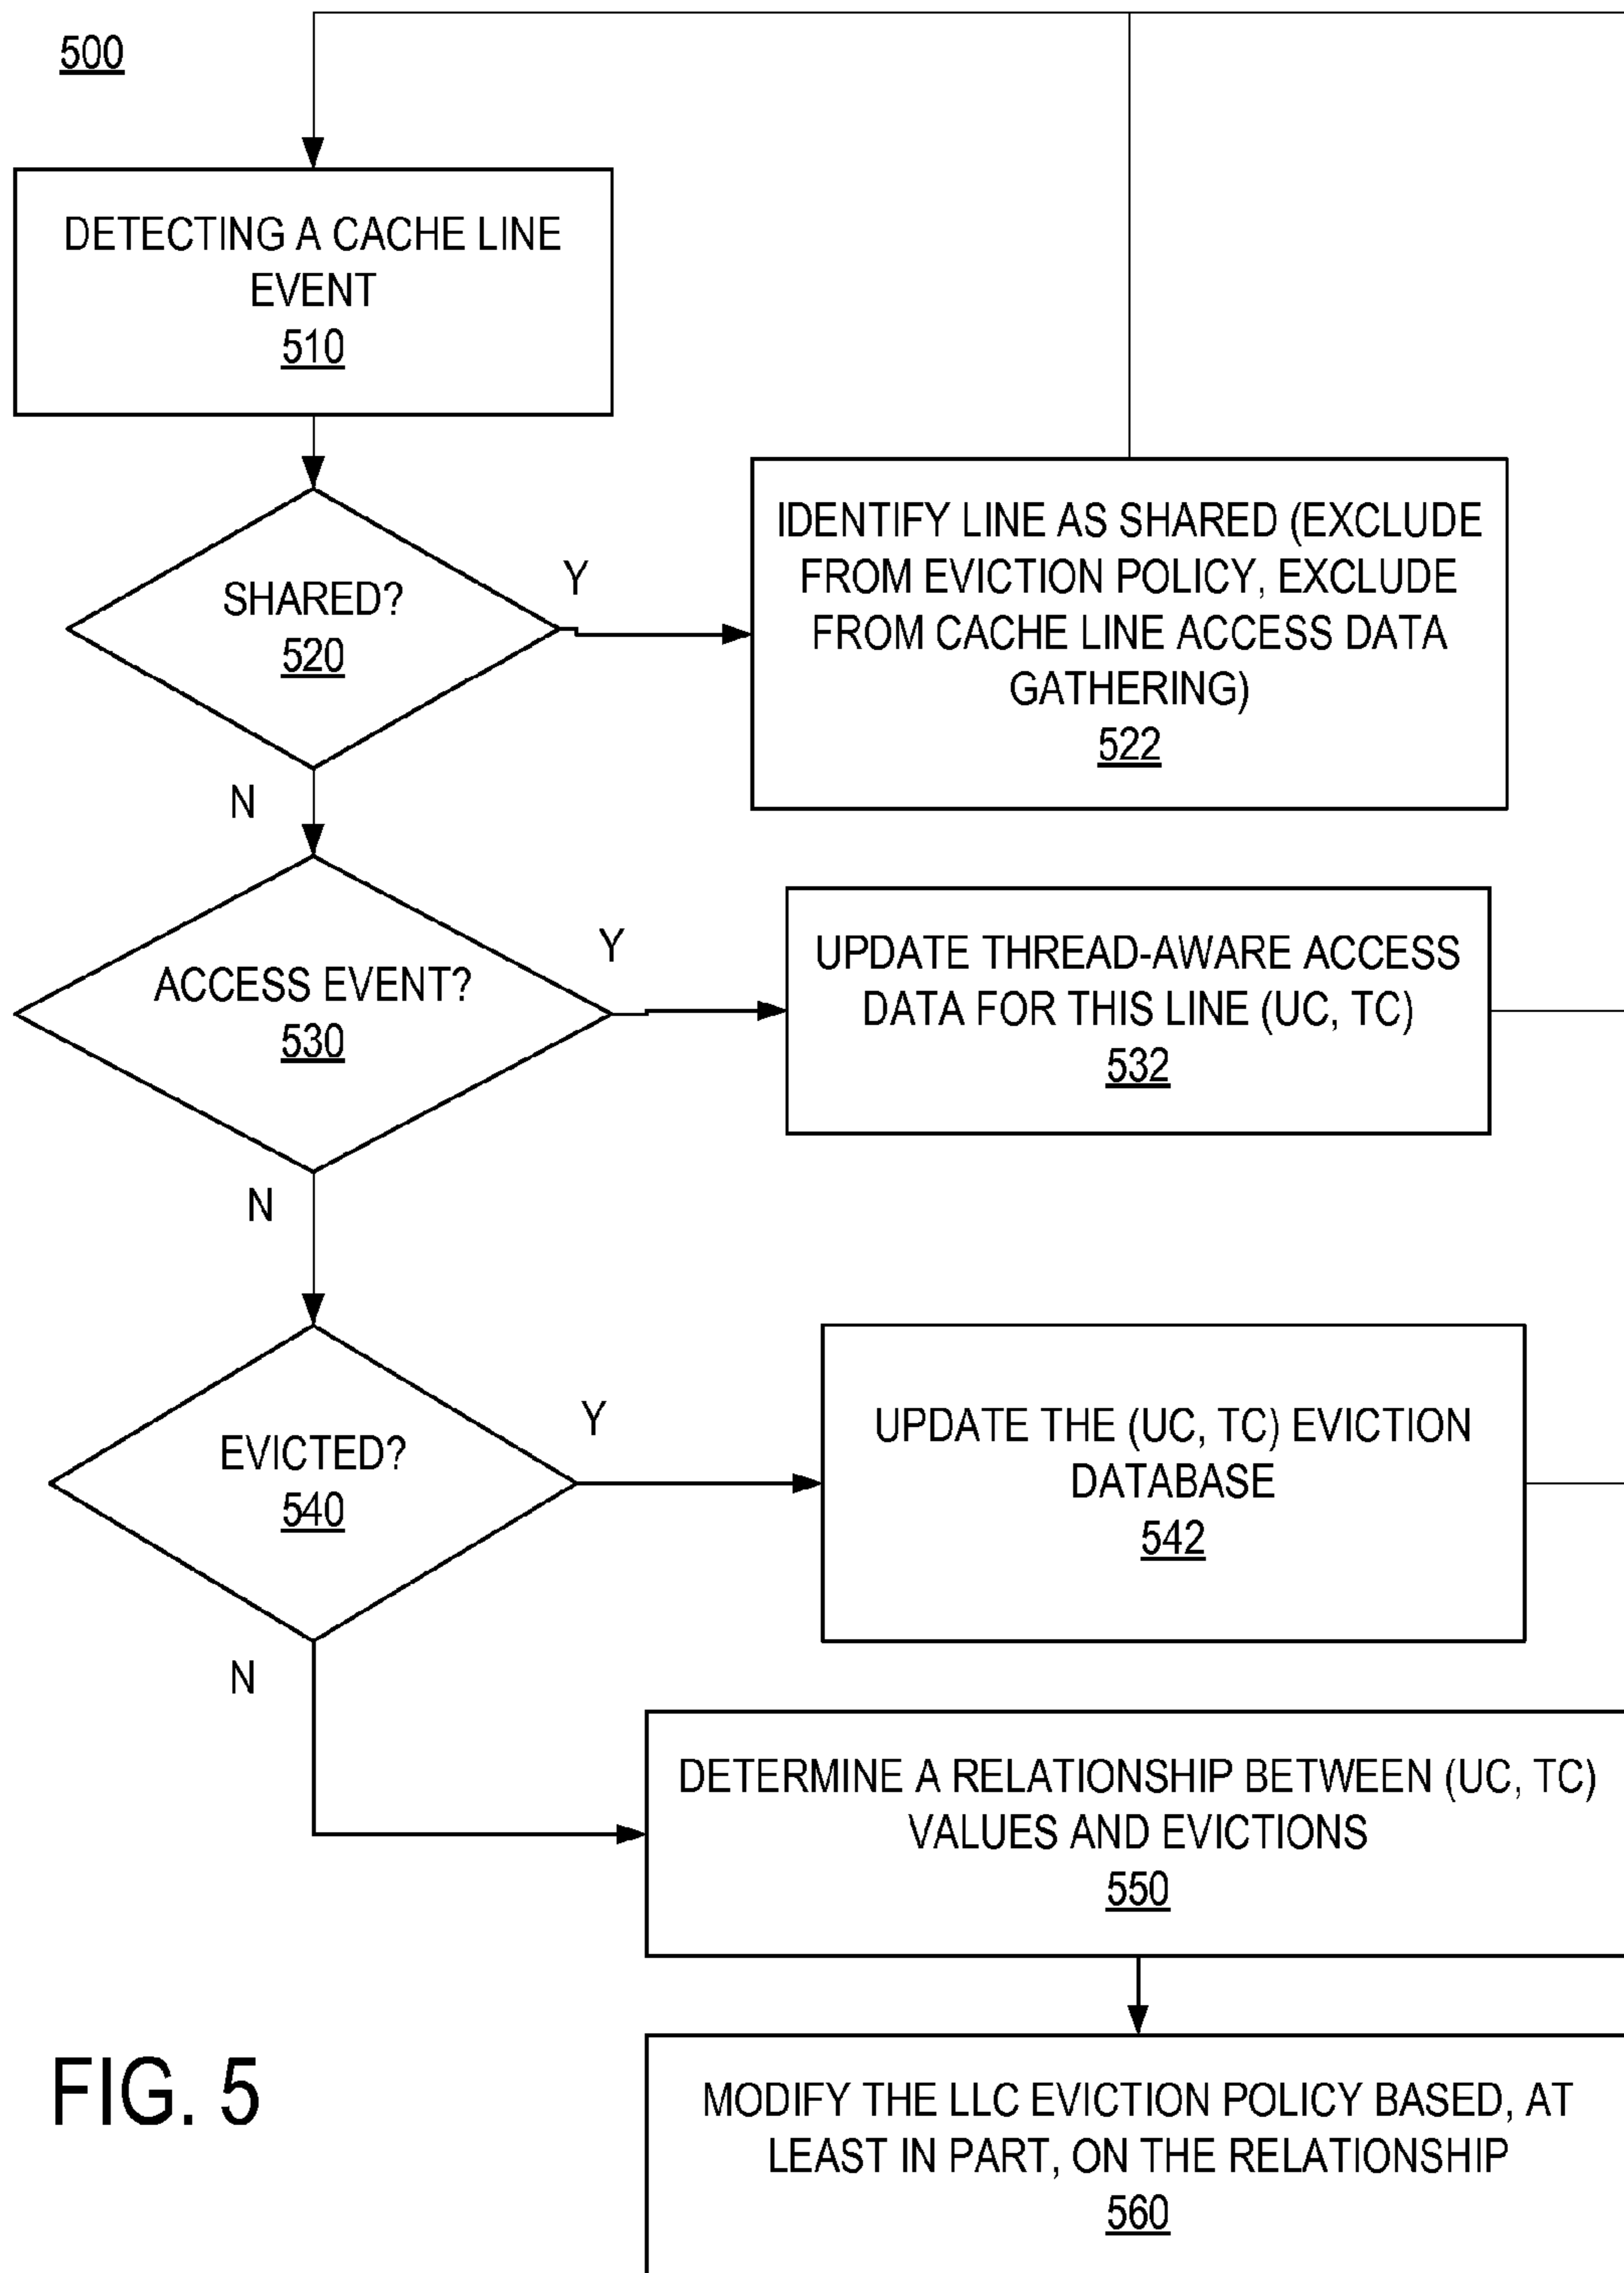 500
DETECTING A CACHE LINE
EVENT
510
SHARED?
520
Y
N
IDENTIFY LINE AS SHARED (EXCLUDE
FROM EVICTION POLICY, EXCLUDE
FROM CACHE LINE ACCESS DATA
GATHERING)
522
ACCESS EVENT?
530
Y
N
UPDATE THREAD-AWARE ACCESS
DATA FOR THIS LINE (UC, TC)
532
EVICTED?
540
Y
N
UPDATE THE (UC, TC) EVICTION
DATABASE
542
DETERMINE A RELATIONSHIP BETWEEN (UC, TC)
VALUES AND EVICTIONS
550
MODIFY THE LLC EVICTION POLICY BASED, AT
LEAST IN PART, ON THE RELATIONSHIP
560
FIG. 5